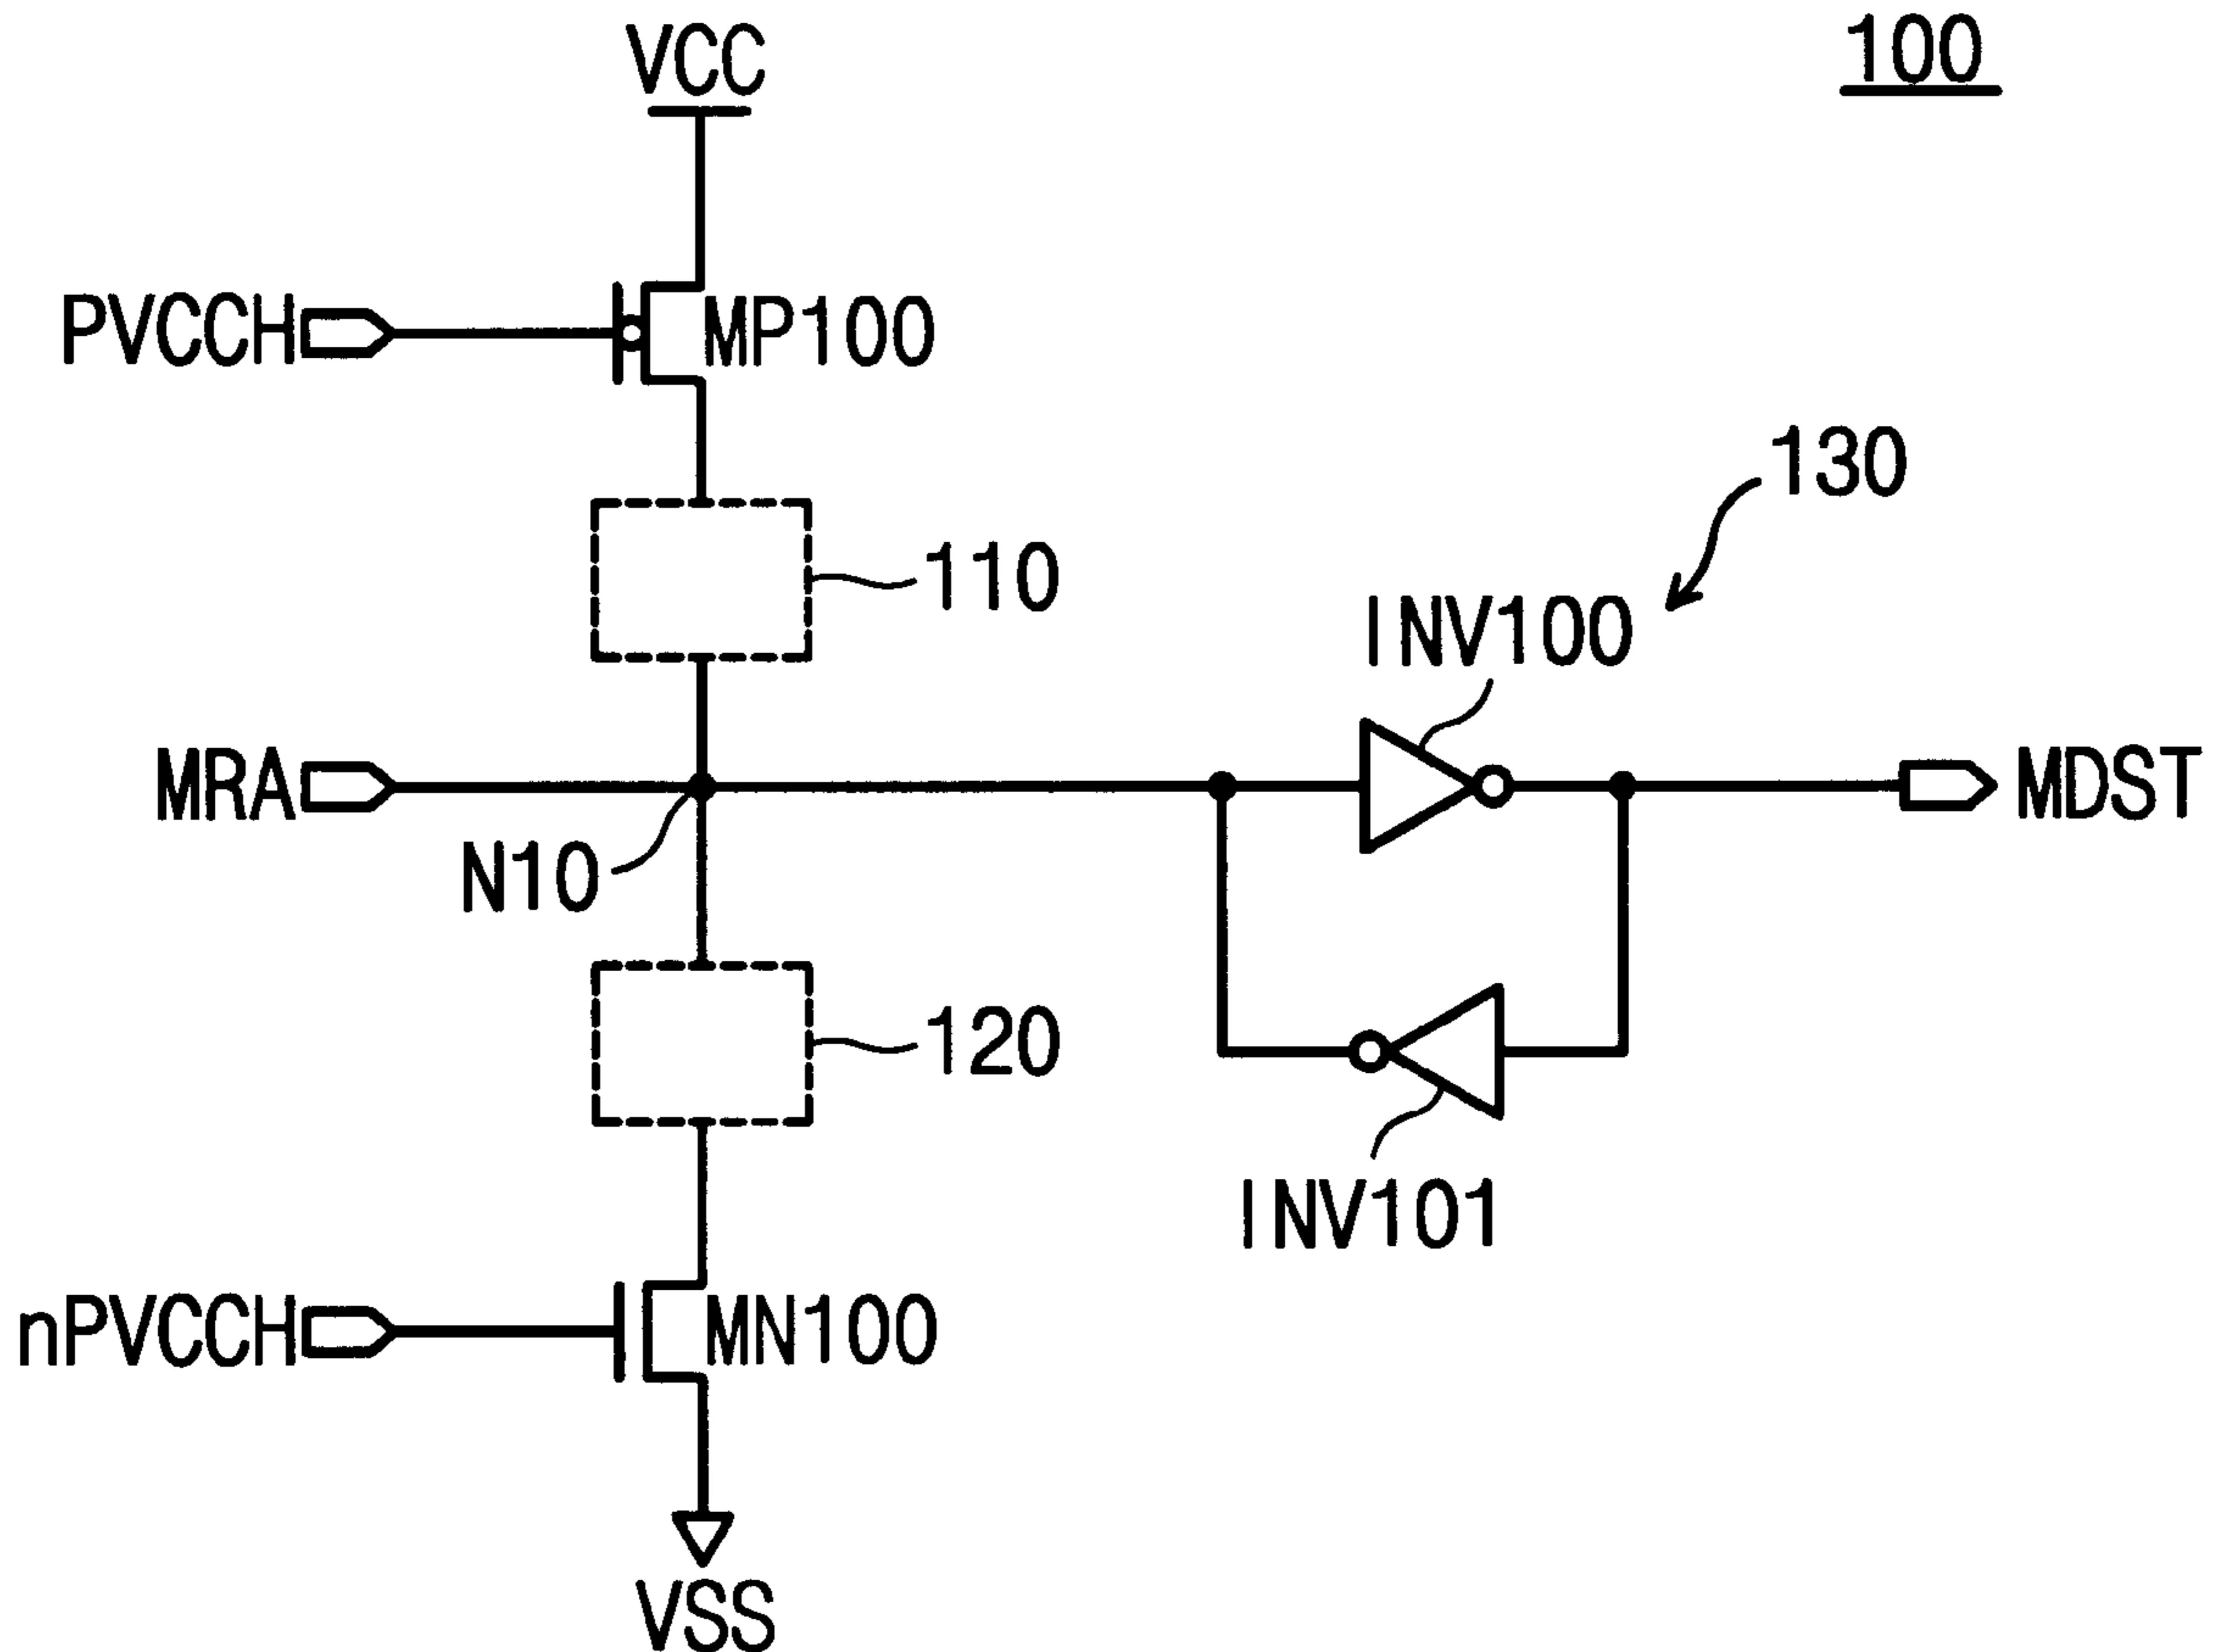 VCC
100
PVCCH
MP100
130
110
INV100
MRA
MDST
N10
120
INV101
nPVCCH
MN100
VSS